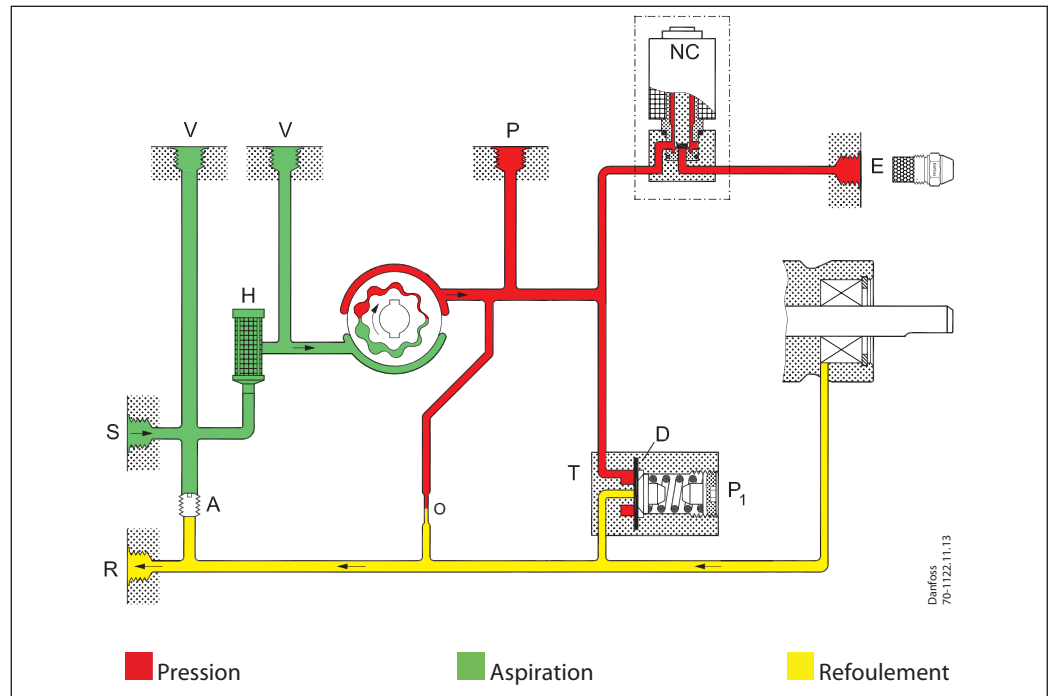 NC
V
V
P
E
H
S
D
T
P1
A
O
R
Danfoss
70-1122.11.13
Pression
Aspiration
Refoulement